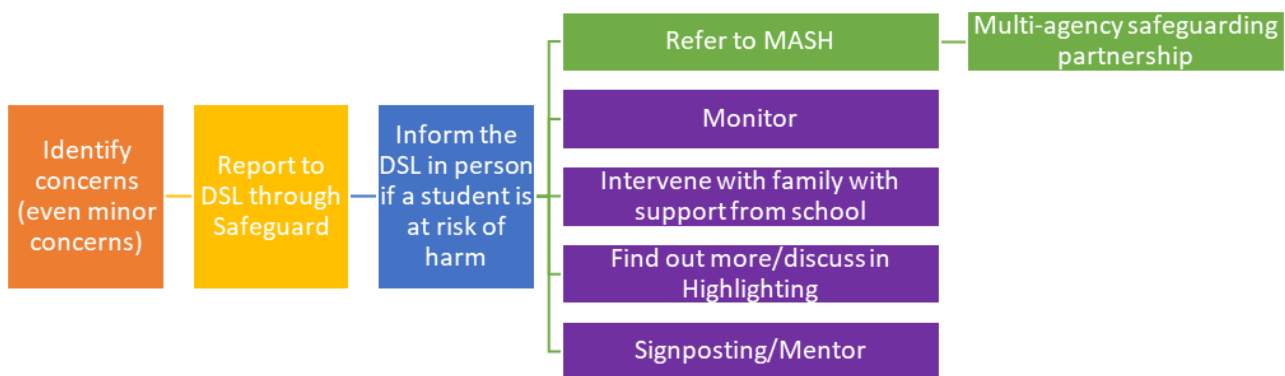 Identify
concerns
(even minor
concerns)
Report to
DSL through
Safeguard
Inform the
DSL in person
if a student is
at risk of
harm
Refer to MASH
Multi-agency safeguarding
partnership
Monitor
Intervene with family with
support from school
Find out more/discuss in
Highlighting
Signposting/Mentor